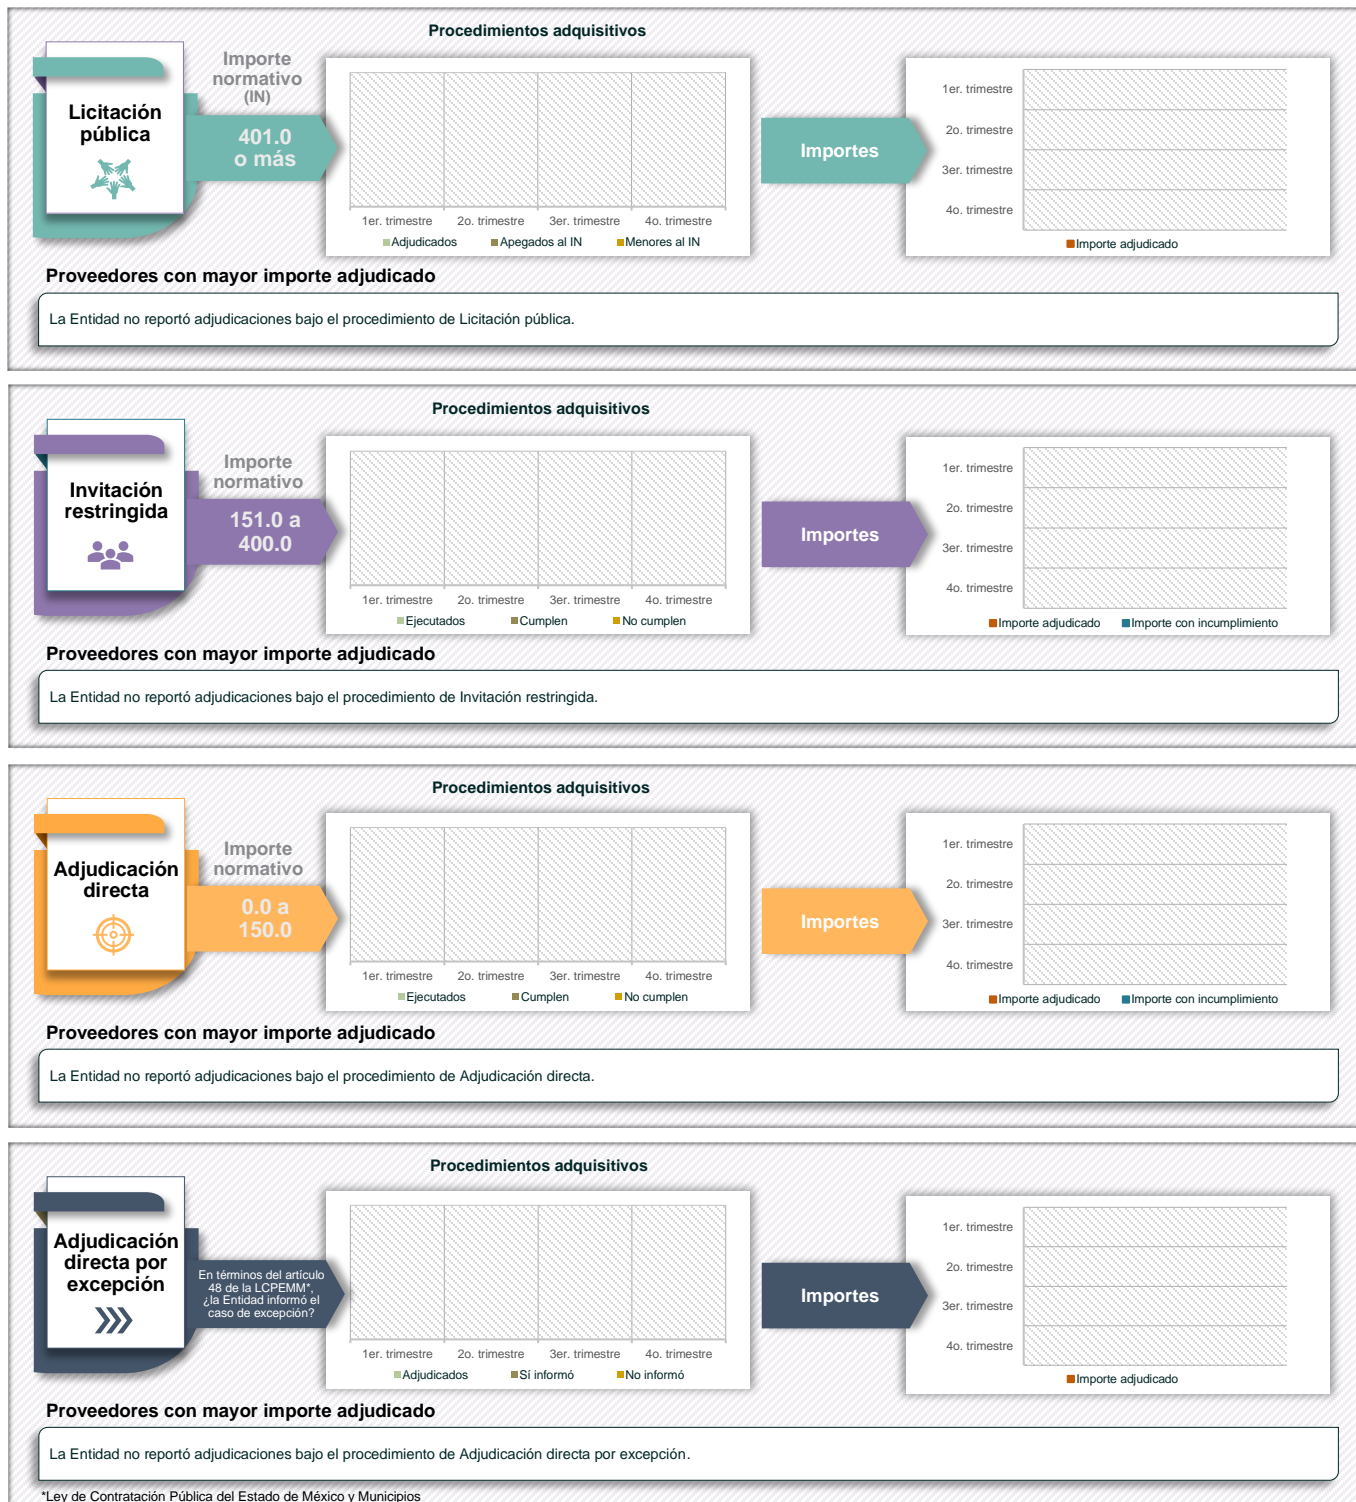 Procedimientos adquisitivos
Licitación
pública
Importe
normativo
(IN)
401.0
o más
1er. trimestre 2o. trimestre 3er. trimestre 4o. trimestre
Adjudicados Apegados al IN Menores al IN
Importes
1er. trimestre
2o. trimestre
3er. trimestre
4o. trimestre
Importe adjudicado
Proveedores con mayor importe adjudicado
La Entidad no reportó adjudicaciones bajo el procedimiento de Licitación pública.
Procedimientos adquisitivos
Invitación
restringida
Importe
normativo
151.0 a
400.0
1er. trimestre 2o. trimestre 3er. trimestre 4o. trimestre
Ejecutados Cumplen No cumplen
Importes
1er. trimestre
2o. trimestre
3er. trimestre
4o. trimestre
Importe adjudicado Importe con incumplimiento
Proveedores con mayor importe adjudicado
La Entidad no reportó adjudicaciones bajo el procedimiento de Invitación restringida.
Procedimientos adquisitivos
Adjudicación
directa
Importe
normativo
0.0 a
150.0
1er. trimestre 2o. trimestre 3er. trimestre 4o. trimestre
Ejecutados Cumplen No cumplen
Importes
1er. trimestre
2o. trimestre
3er. trimestre
4o. trimestre
Importe adjudicado Importe con incumplimiento
Proveedores con mayor importe adjudicado
La Entidad no reportó adjudicaciones bajo el procedimiento de Adjudicación directa.
Procedimientos adquisitivos
Adjudicación
directa por
excepción
En términos del artículo
48 de la LCPEMM*,
¿la Entidad informó el
caso de excepción?
1er. trimestre 2o. trimestre 3er. trimestre 4o. trimestre
Adjudicados Sí informó No informó
Importes
1er. trimestre
2o. trimestre
3er. trimestre
4o. trimestre
Importe adjudicado
Proveedores con mayor importe adjudicado
La Entidad no reportó adjudicaciones bajo el procedimiento de Adjudicación directa por excepción.
*Ley de Contratación Pública del Estado de México y Municipios